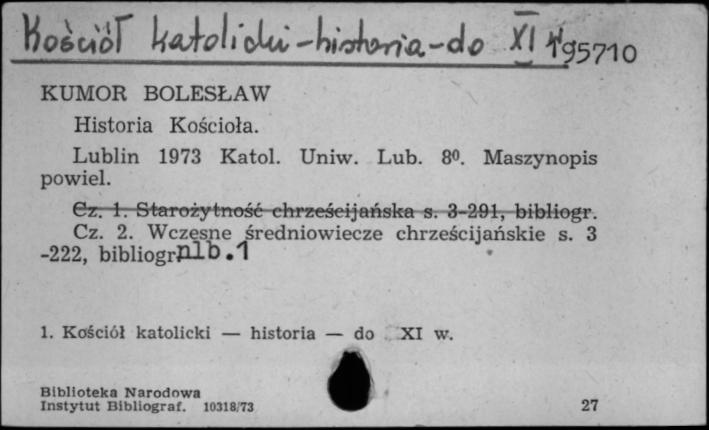 Kościół katolicki - historia - do XI w
195710
KUMOR BOLESŁAW
Historia Kościoła.
Lublin 1973 Katol. Uniw. Lub. 8º. Maszynopis
powiel.
Cz. 1. Starożytność chrześcijańska s. 3-291, bibliogr.
Cz. 2. Wczesne średniowiecze chrześcijańskie s. 3
-222, bibliogr. nlb.1
1. Kościół katolicki — historia — do XI w.
Biblioteka Narodowa
Instytut Bibliograf. 10318/73 27